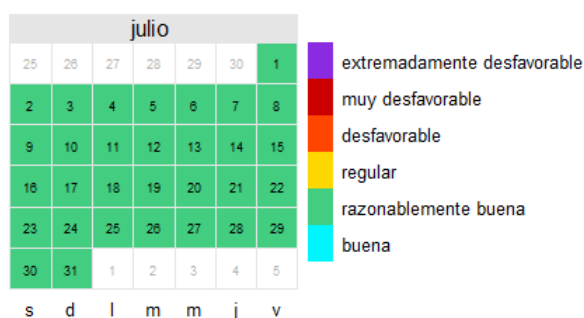 julio
25 26 27 28 29 30 1
2 3 4 5 6 7 8
9 10 11 12 13 14 15
16 17 18 19 20 21 22
23 24 25 26 27 28 29
30 31 1 2 3 4 5
s d l m m j v
extremadamente desfavorable
muy desfavorable
desfavorable
regular
razonablemente buena
buena